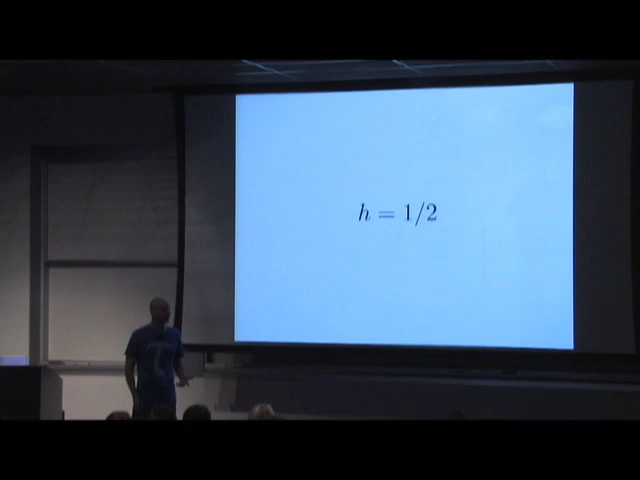 h = 1/2